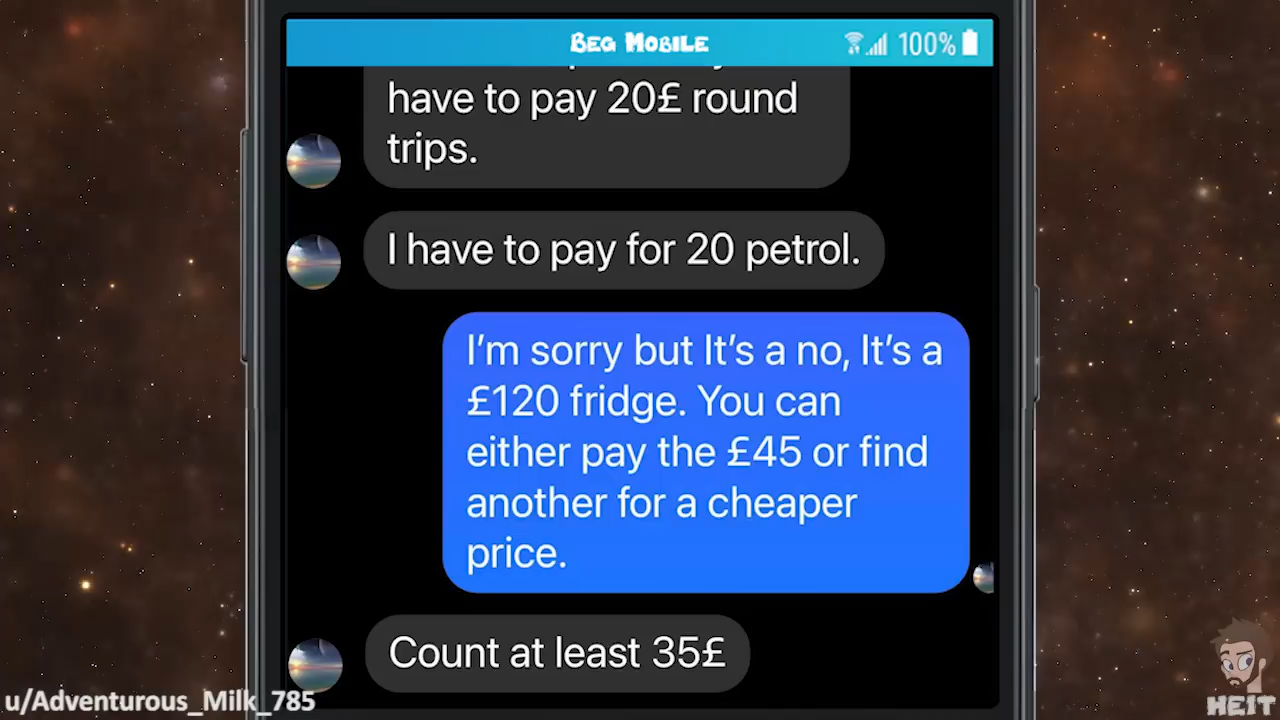 BEG MOBILE
100%
have to pay 20£ round
trips.
I have to pay for 20 petrol.
I'm sorry but It's a no, It's a
£120 fridge. You can
either pay the £45 or find
another for a cheaper
price.
Count at least 35£
u/Adventurous_Milk_785
HEIT